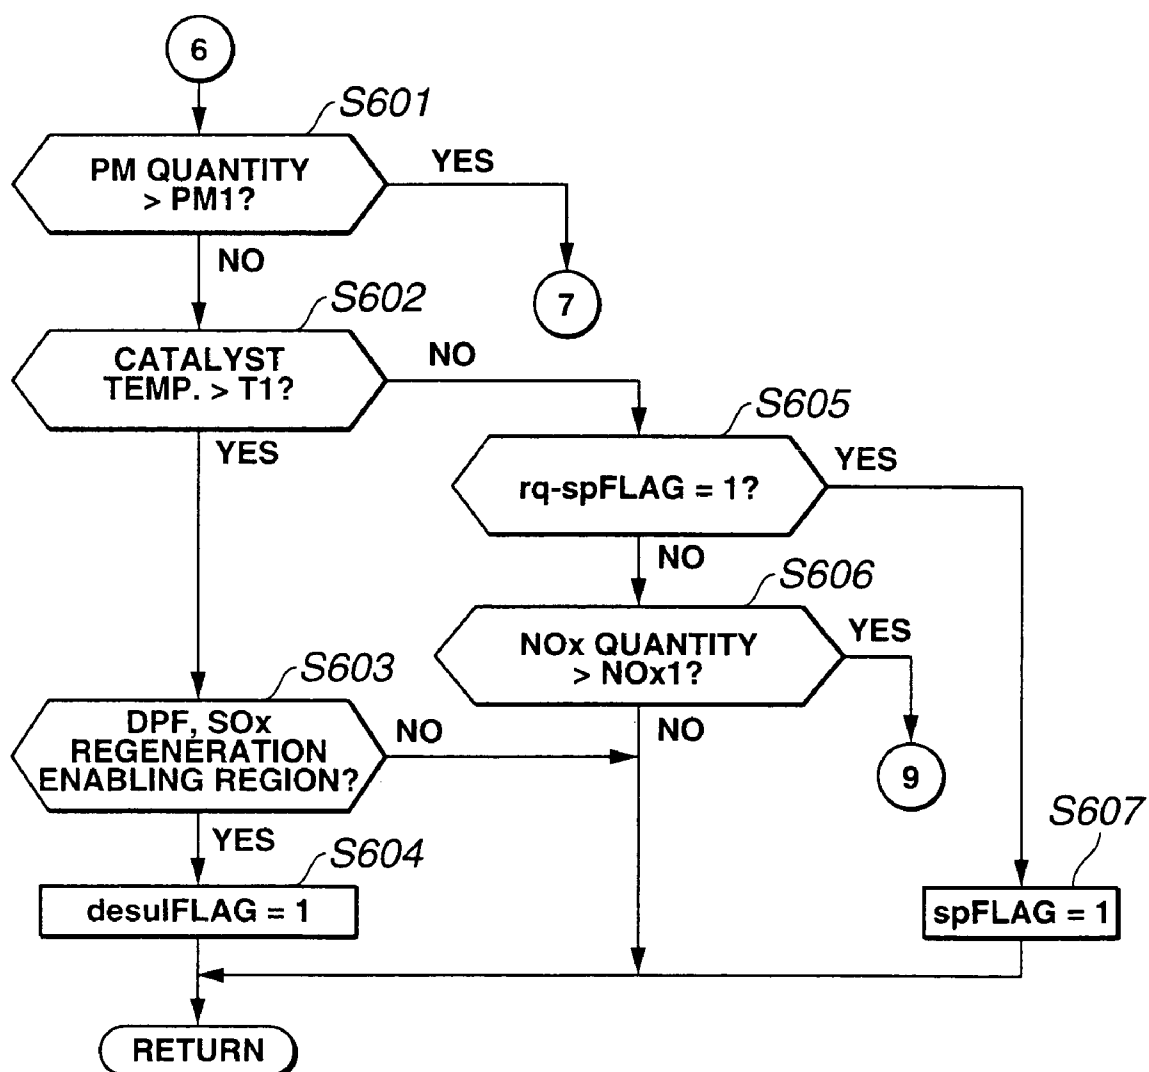 6
S601
PM QUANTITY
> PM1?
YES
NO
7
S602
CATALYST
TEMP. > T1?
NO
YES
S605
rq-spFLAG = 1?
YES
NO
S606
NOx QUANTITY
> NOx1?
YES
NO
9
S603
DPF, SOx
REGENERATION
ENABLING REGION?
NO
YES
S604
desulFLAG = 1
S607
spFLAG = 1
RETURN